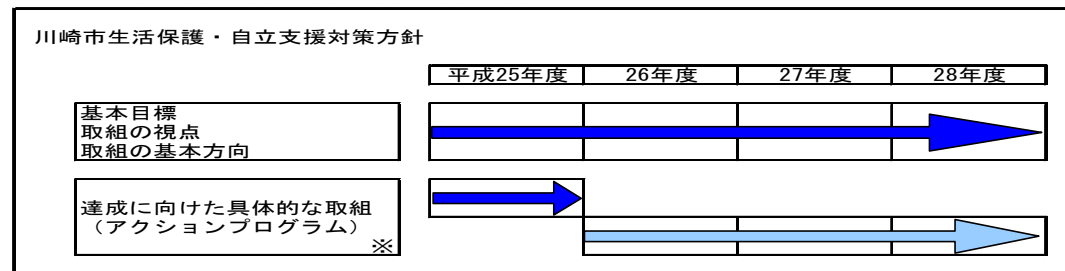 川崎市生活保護・自立支援対策方針
平成25年度 26年度 27年度 28年度
基本目標
取組の視点
取組の基本方向
達成に向けた具体的な取組
（アクションプログラム）
※